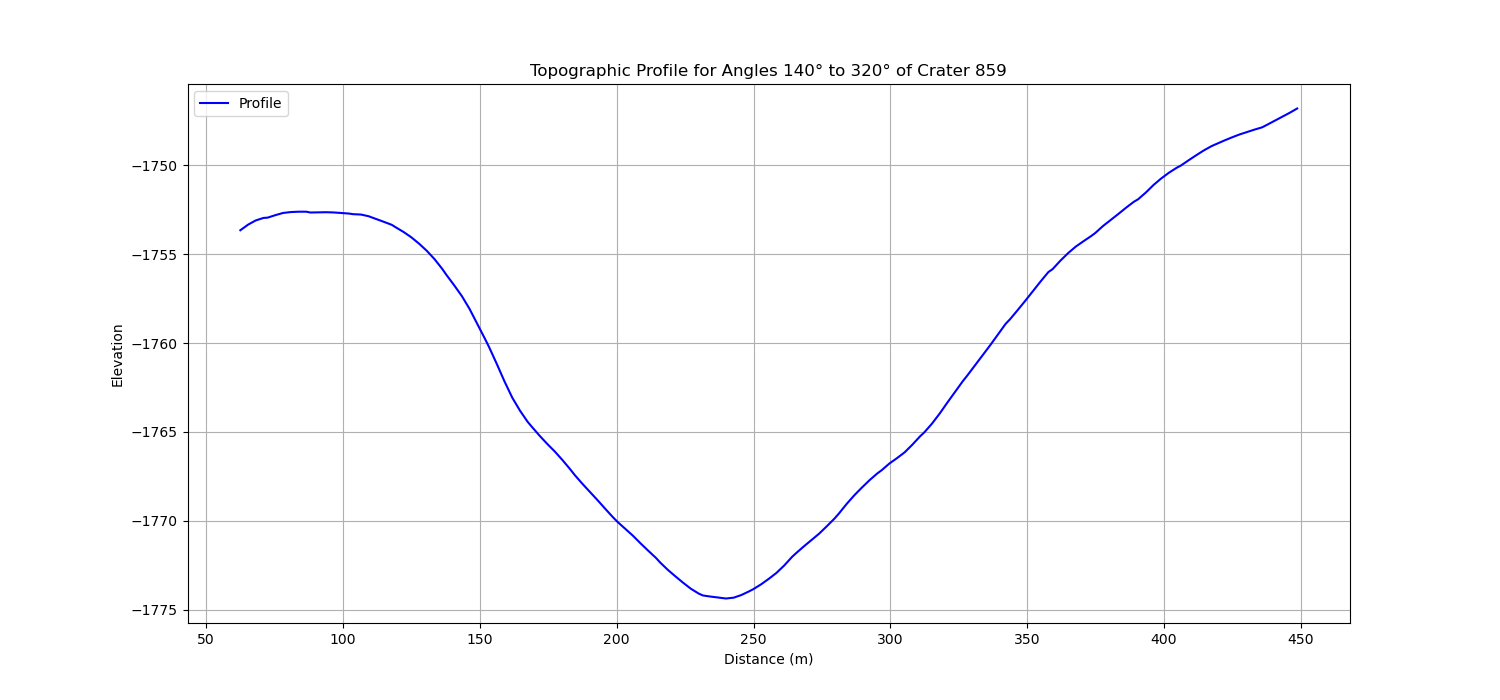 Topographic Profile for Angles 140° to 320° of Crater 859
Profile
Elevation
−1750
−1755
−1760
−1765
−1770
−1775
50 100 150 200 250 300 350 400 450
Distance (m)